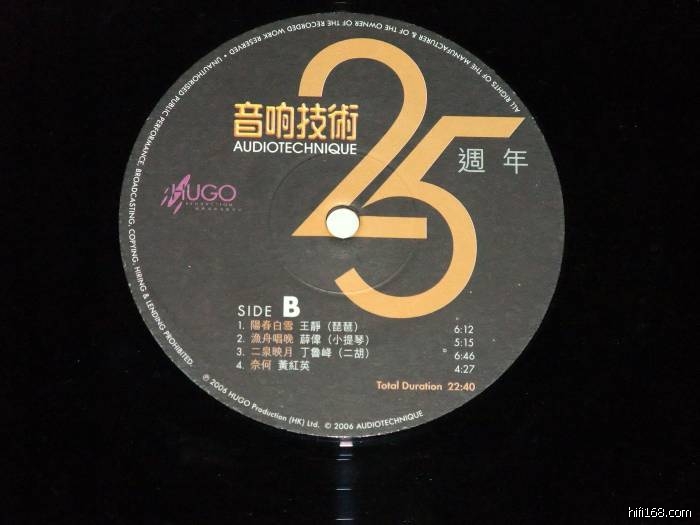 ALL RIGHTS OF THE MANUFACTURER & OF THE OWNER OF THE RECORDED WORK RESERVED • UNAUTHORISED PUBLIC PERFORMANCE, BROADCASTING, COPYING, HIRING & LENDING PROHIBITED.
25
音响技術
AUDIOTECHNIQUE
週年
HUGO
PRODUCTION
SIDE B
1. 陽春白雪 王靜（琵琶） 6:12
2. 漁舟唱晚 薛偉（小提琴） 5:15
3. 二泉映月 丁魯峰（二胡） 6:46
4. 奈何 黃紅英 4:27
Total Duration 22:40
℗ 2006 HUGO Production (HK) Ltd. © 2006 AUDIOTECHNIQUE
hifi168.com